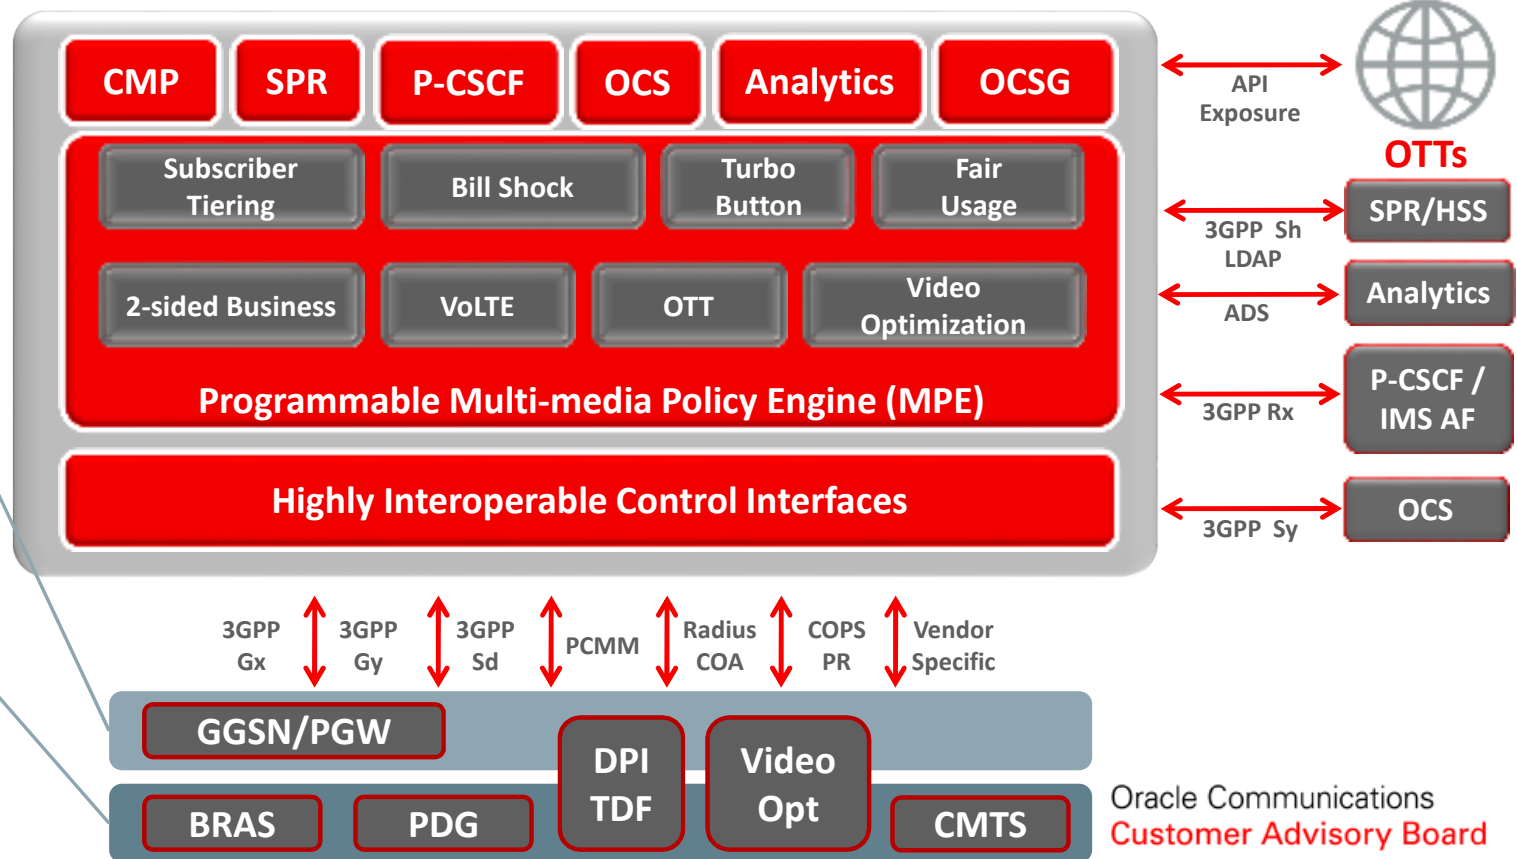 CMP
SPR
P-CSCF
OCS
Analytics
OCSG
API
Exposure
OTTs
Subscriber
Tiering
Bill Shock
Turbo
Button
Fair
Usage
SPR/HSS
3GPP Sh
LDAP
2-sided Business
VoLTE
OTT
Video
Optimization
Analytics
ADS
Programmable Multi-media Policy Engine (MPE)
P-CSCF /
IMS AF
3GPP Rx
Highly Interoperable Control Interfaces
OCS
3GPP Sy
3GPP
Gx
3GPP
Gy
3GPP
Sd
PCMM
Radius
COA
COPS
PR
Vendor
Specific
GGSN/PGW
DPI
TDF
Video
Opt
BRAS
PDG
CMTS
Oracle Communications
Customer Advisory Board